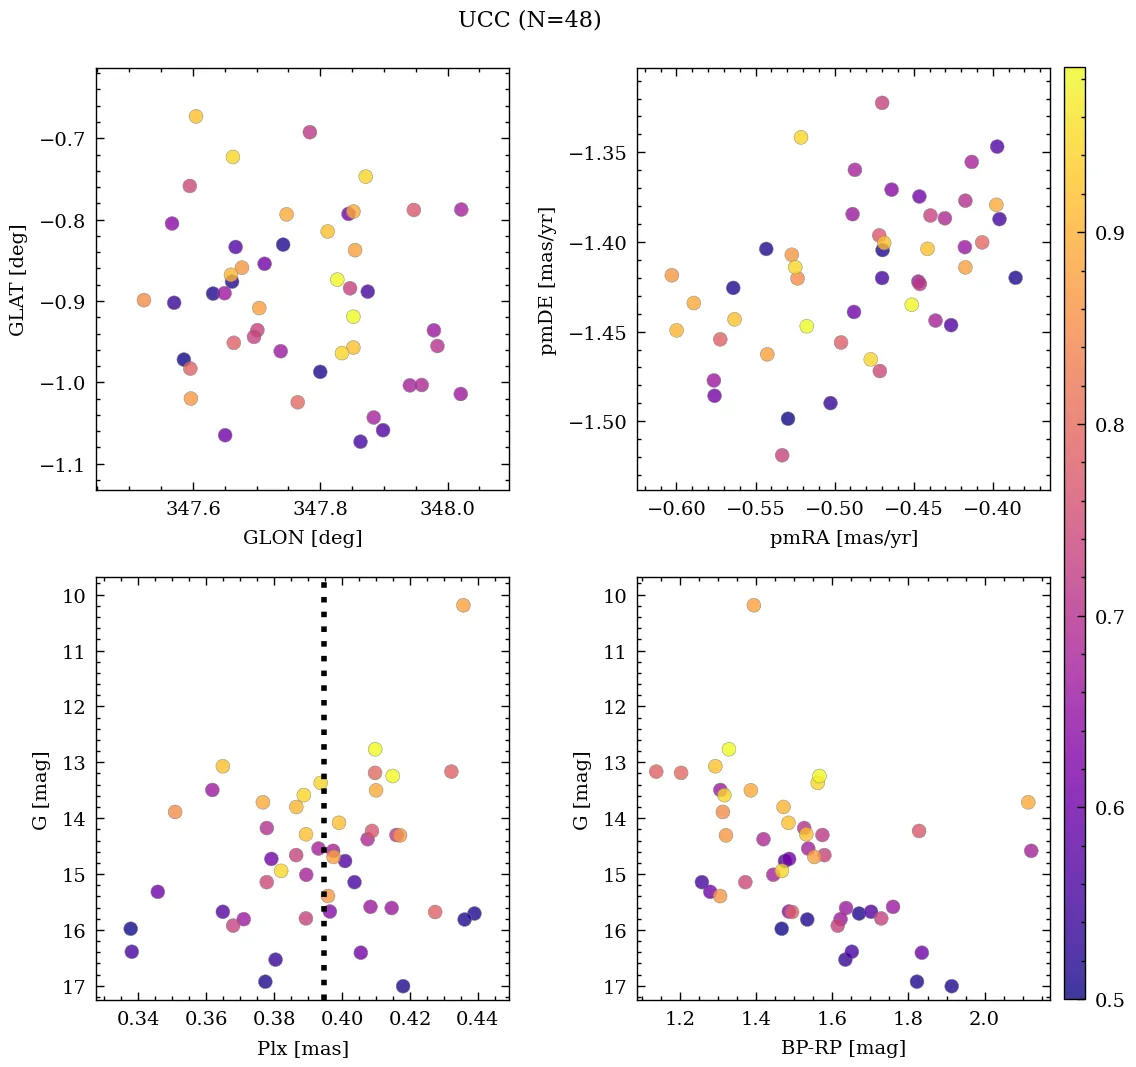 UCC (N=48)
−0.7
−0.8
−0.9
−1.0
−1.1
GLAT [deg]
347.6 347.8 348.0
GLON [deg]
−1.35
−1.40
−1.45
−1.50
pmDE [mas/yr]
−0.60 −0.55 −0.50 −0.45 −0.40
pmRA [mas/yr]
10
11
12
13
14
15
16
17
G [mag]
0.34 0.36 0.38 0.40 0.42 0.44
Plx [mas]
10
11
12
13
14
15
16
17
G [mag]
1.2 1.4 1.6 1.8 2.0
BP-RP [mag]
0.9
0.8
0.7
0.6
0.5